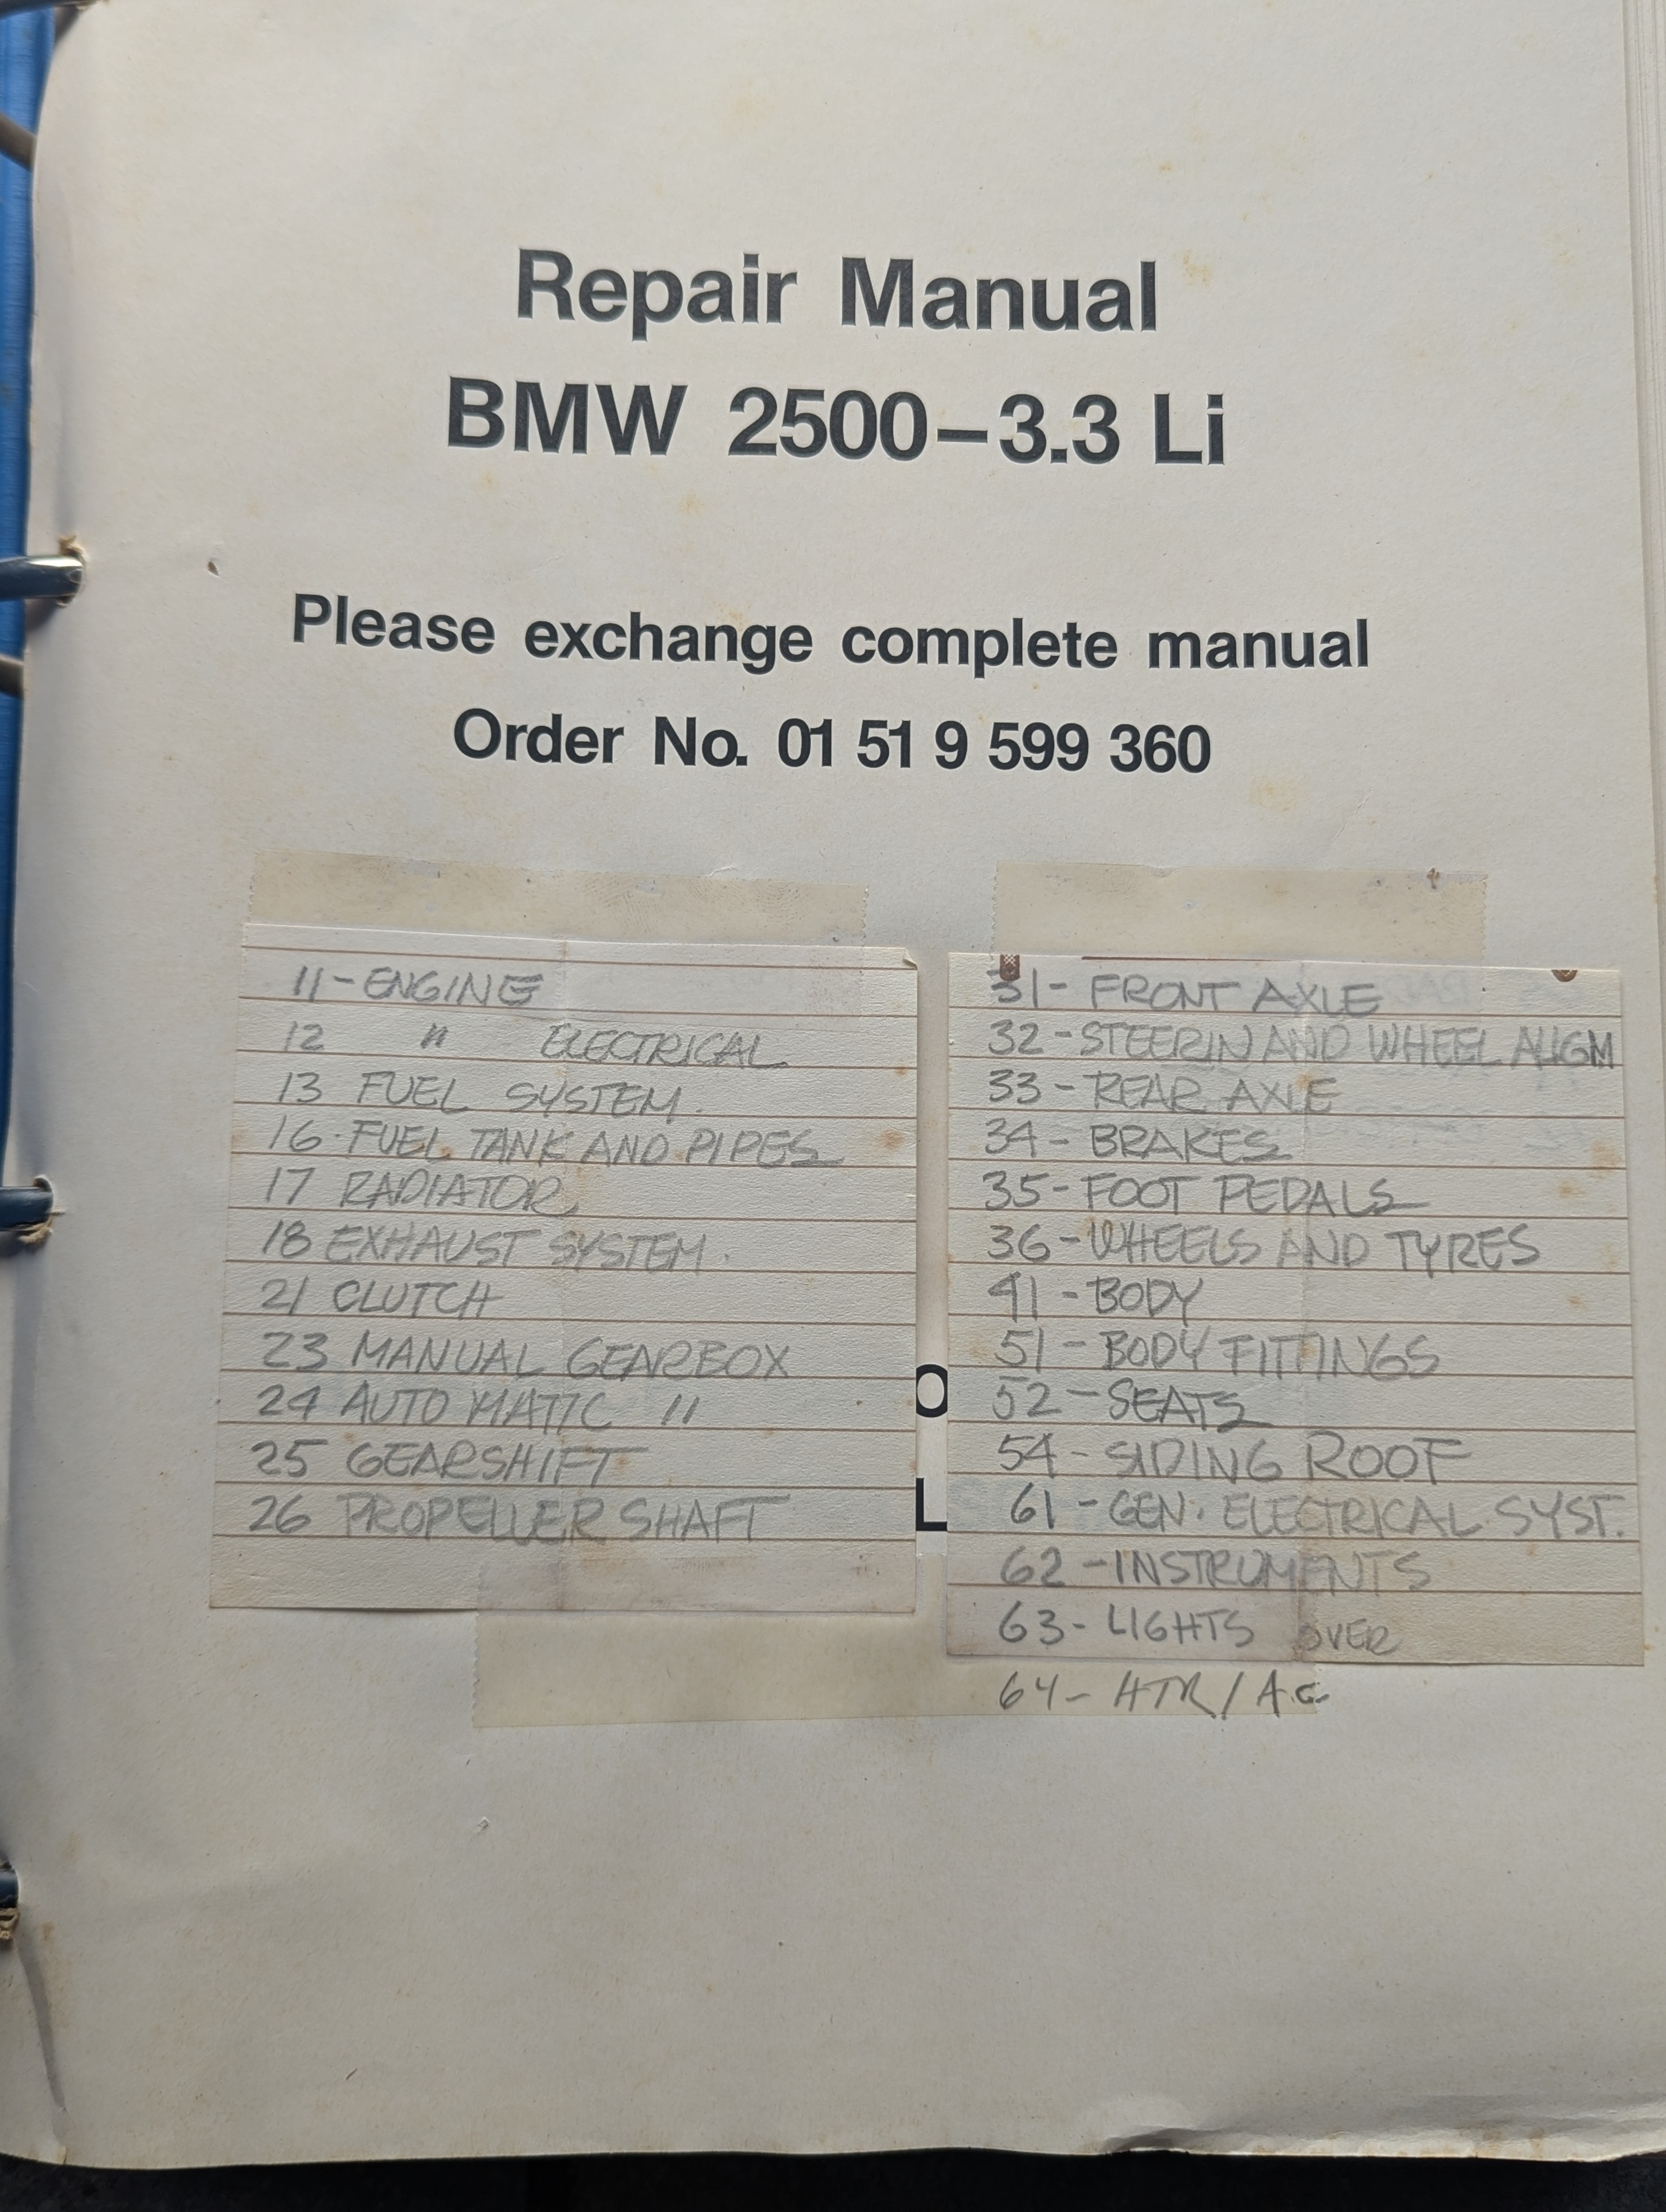 Repair Manual
BMW 2500–3.3 Li
Please exchange complete manual
Order No. 01 51 9 599 360
11-ENGINE
12 " ELECTRICAL
13 FUEL SYSTEM.
16-FUEL TANK AND PIPES
17 RADIATOR
18 EXHAUST SYSTEM.
21 CLUTCH
23 MANUAL GEARBOX
24 AUTOMATIC "
25 GEARSHIFT
26 PROPELLER SHAFT
31- FRONT AXLE
32-STEERIN AND WHEEL ALIGM
33-REAR AXLE
34-BRAKES
35-FOOT PEDALS
36-WHEELS AND TYRES
41-BODY
51-BODY FITTINGS
52-SEATS
54-SIDING ROOF
61-GEN. ELECTRICAL SYST.
62-INSTRUMENTS
63-LIGHTS OVER
64- HTR/A.C.
O
L